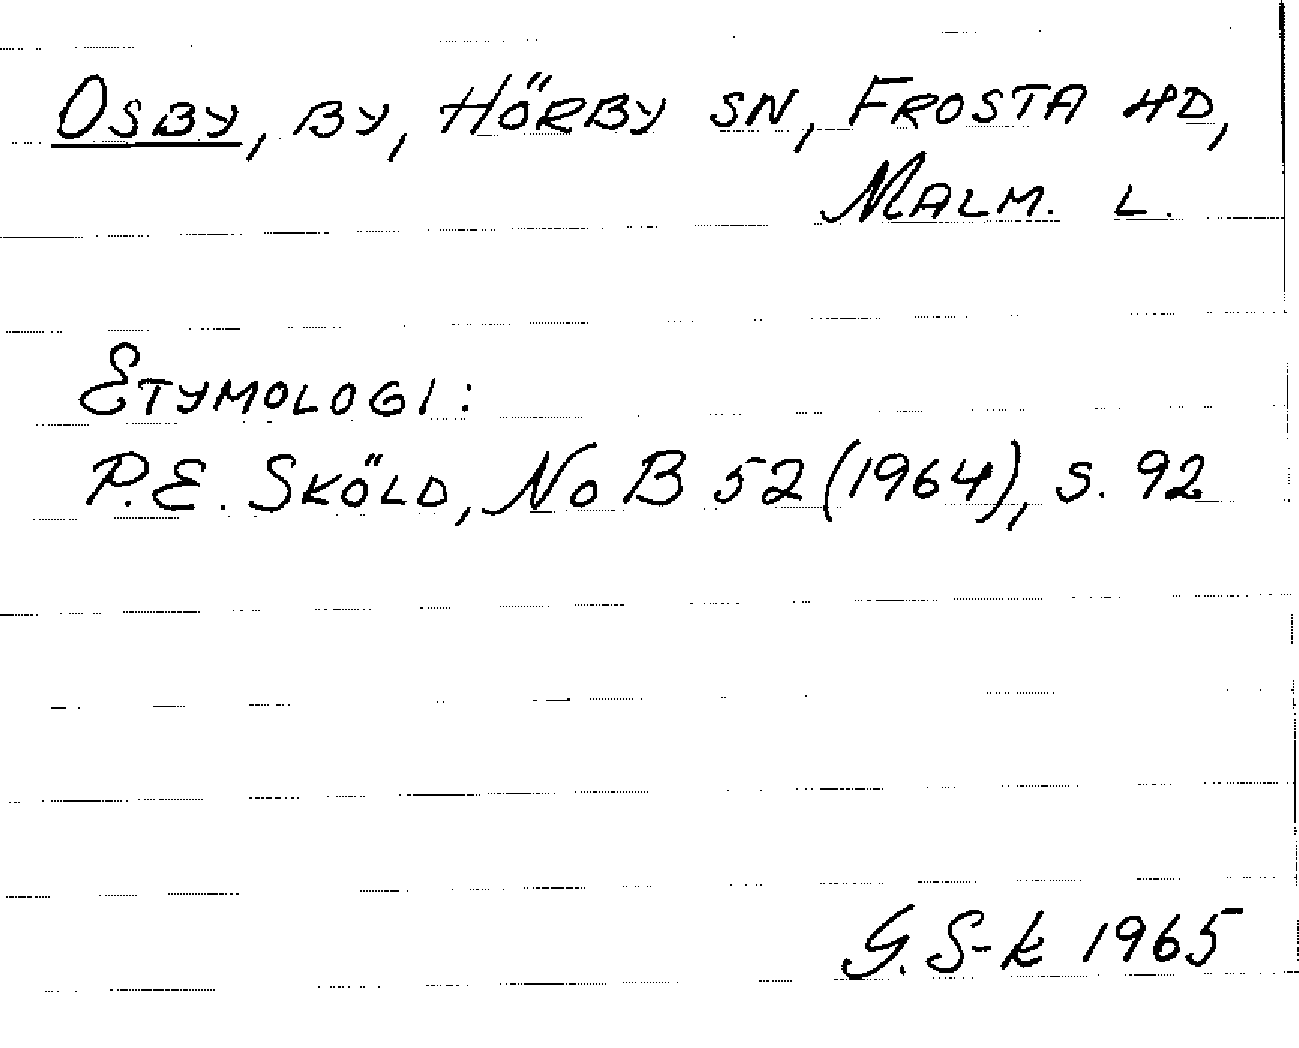 Osby, by, Hörby sn, Frosta hd,
Malm. l.
Etymologi:
P.E. Sköld, NoB 52 (1964), s. 92
G. S-k 1965